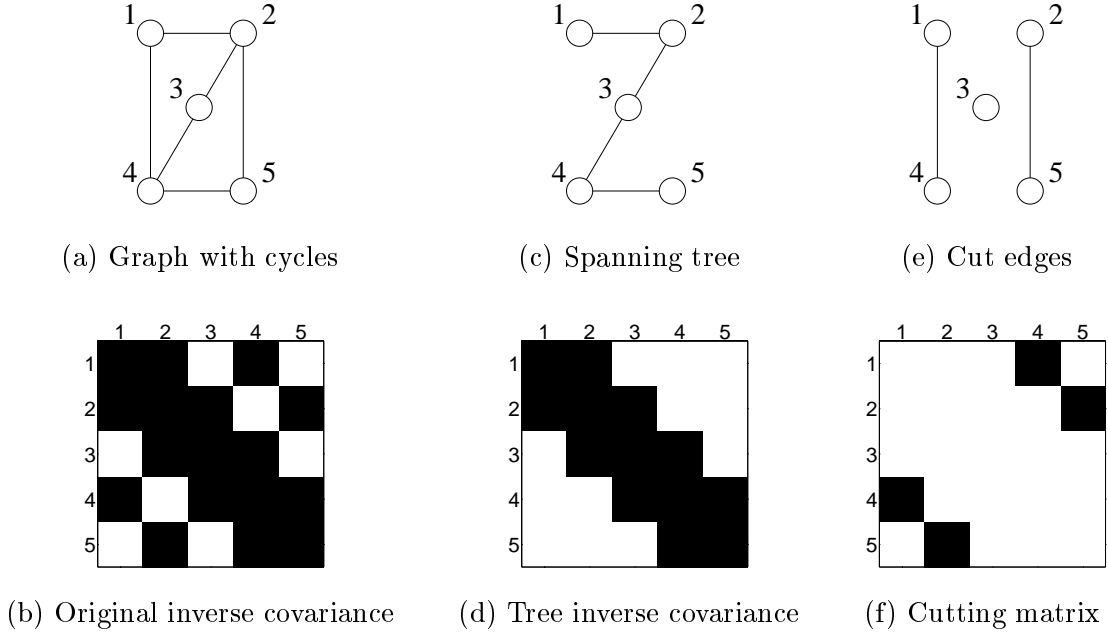 1 2
3
4 5
(a) Graph with cycles
1 2
3
4 5
(c) Spanning tree
1 2
3
4 5
(e) Cut edges
1 2 3 4 5
1
2
3
4
5
(b) Original inverse covariance
1 2 3 4 5
1
2
3
4
5
(d) Tree inverse covariance
1 2 3 4 5
1
2
3
4
5
(f) Cutting matrix